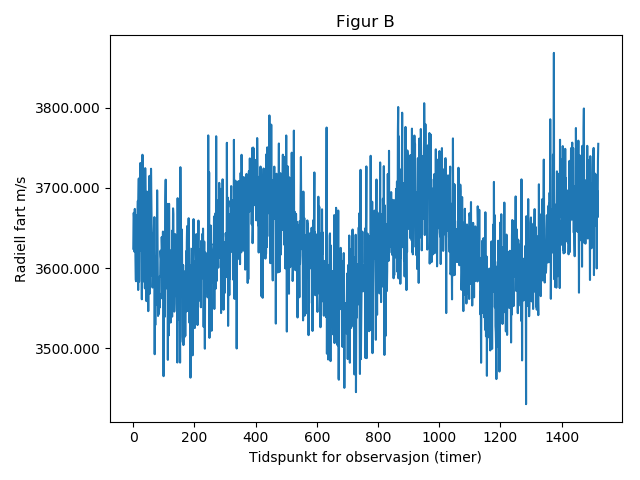 Figur B
Radiell fart m/s
3800.000
3700.000
3600.000
3500.000
0 200 400 600 800 1000 1200 1400
Tidspunkt for observasjon (timer)